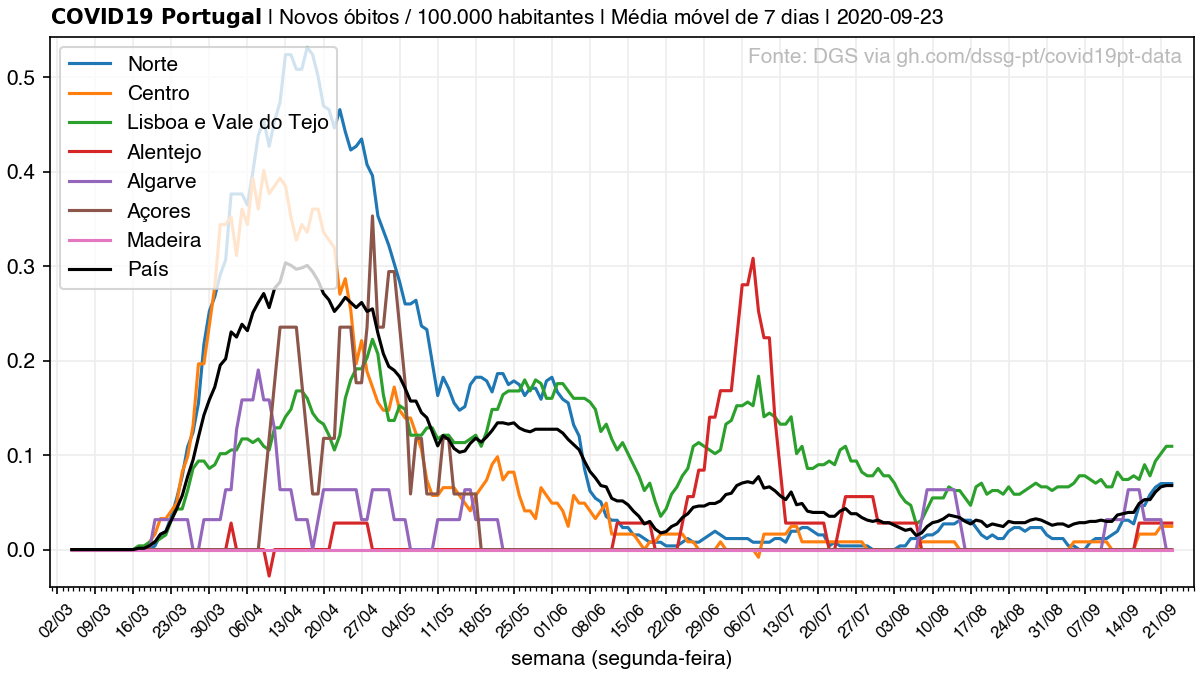 COVID19 Portugal | Novos óbitos / 100.000 habitantes | Média móvel de 7 dias | 2020-09-23
Fonte: DGS via gh.com/dssg-pt/covid19pt-data
Norte
Centro
Lisboa e Vale do Tejo
Alentejo
Algarve
Açores
Madeira
País
0.5
0.4
0.3
0.2
0.1
0.0
02/03 09/03 16/03 23/03 30/03 06/04 13/04 20/04 27/04 04/05 11/05 18/05 25/05 01/06 08/06 15/06 22/06 29/06 06/07 13/07 20/07 27/07 03/08 10/08 17/08 24/08 31/08 07/09 14/09 21/09
semana (segunda-feira)